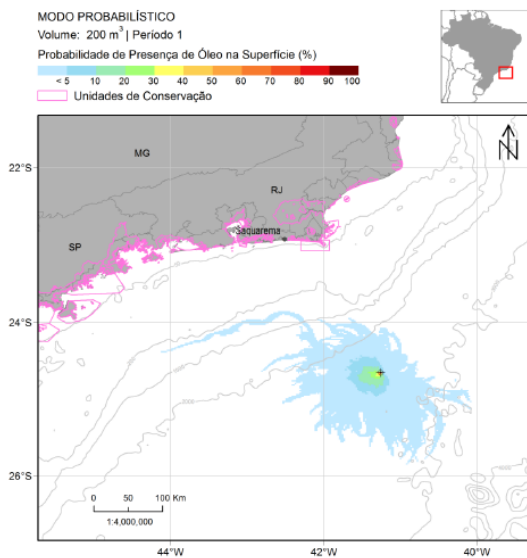 MODO PROBABILÍSTICO
Volume: 200 m³ | Período 1
Probabilidade de Presença de Óleo na Superfície (%)
< 5 10 20 30 40 50 60 70 80 90 100
Unidades de Conservação
N
22°S
MG
RJ
Saquarema
SP
24°S
26°S
0 50 100 Km
1:4,000,000
44°W 42°W 40°W